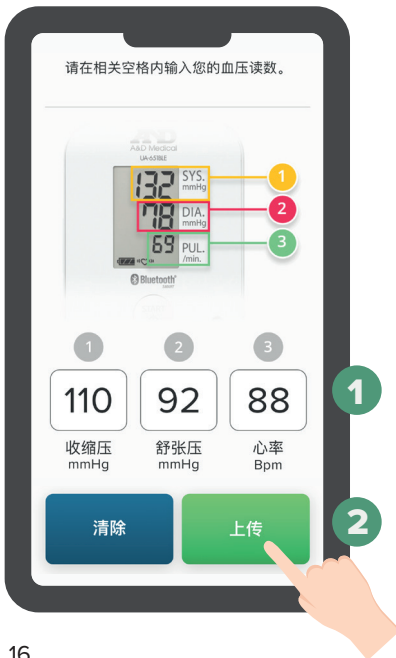 请在相关空格内输入您的血压读数。
A&D
A&D Medical
UA-651BLE
132 SYS. mmHg 1
78 DIA. mmHg 2
69 PUL. /min. 3
Bluetooth®
1 2 3
110 92 88 1
收缩压 舒张压 心率
mmHg mmHg Bpm
清除 上传 2
16